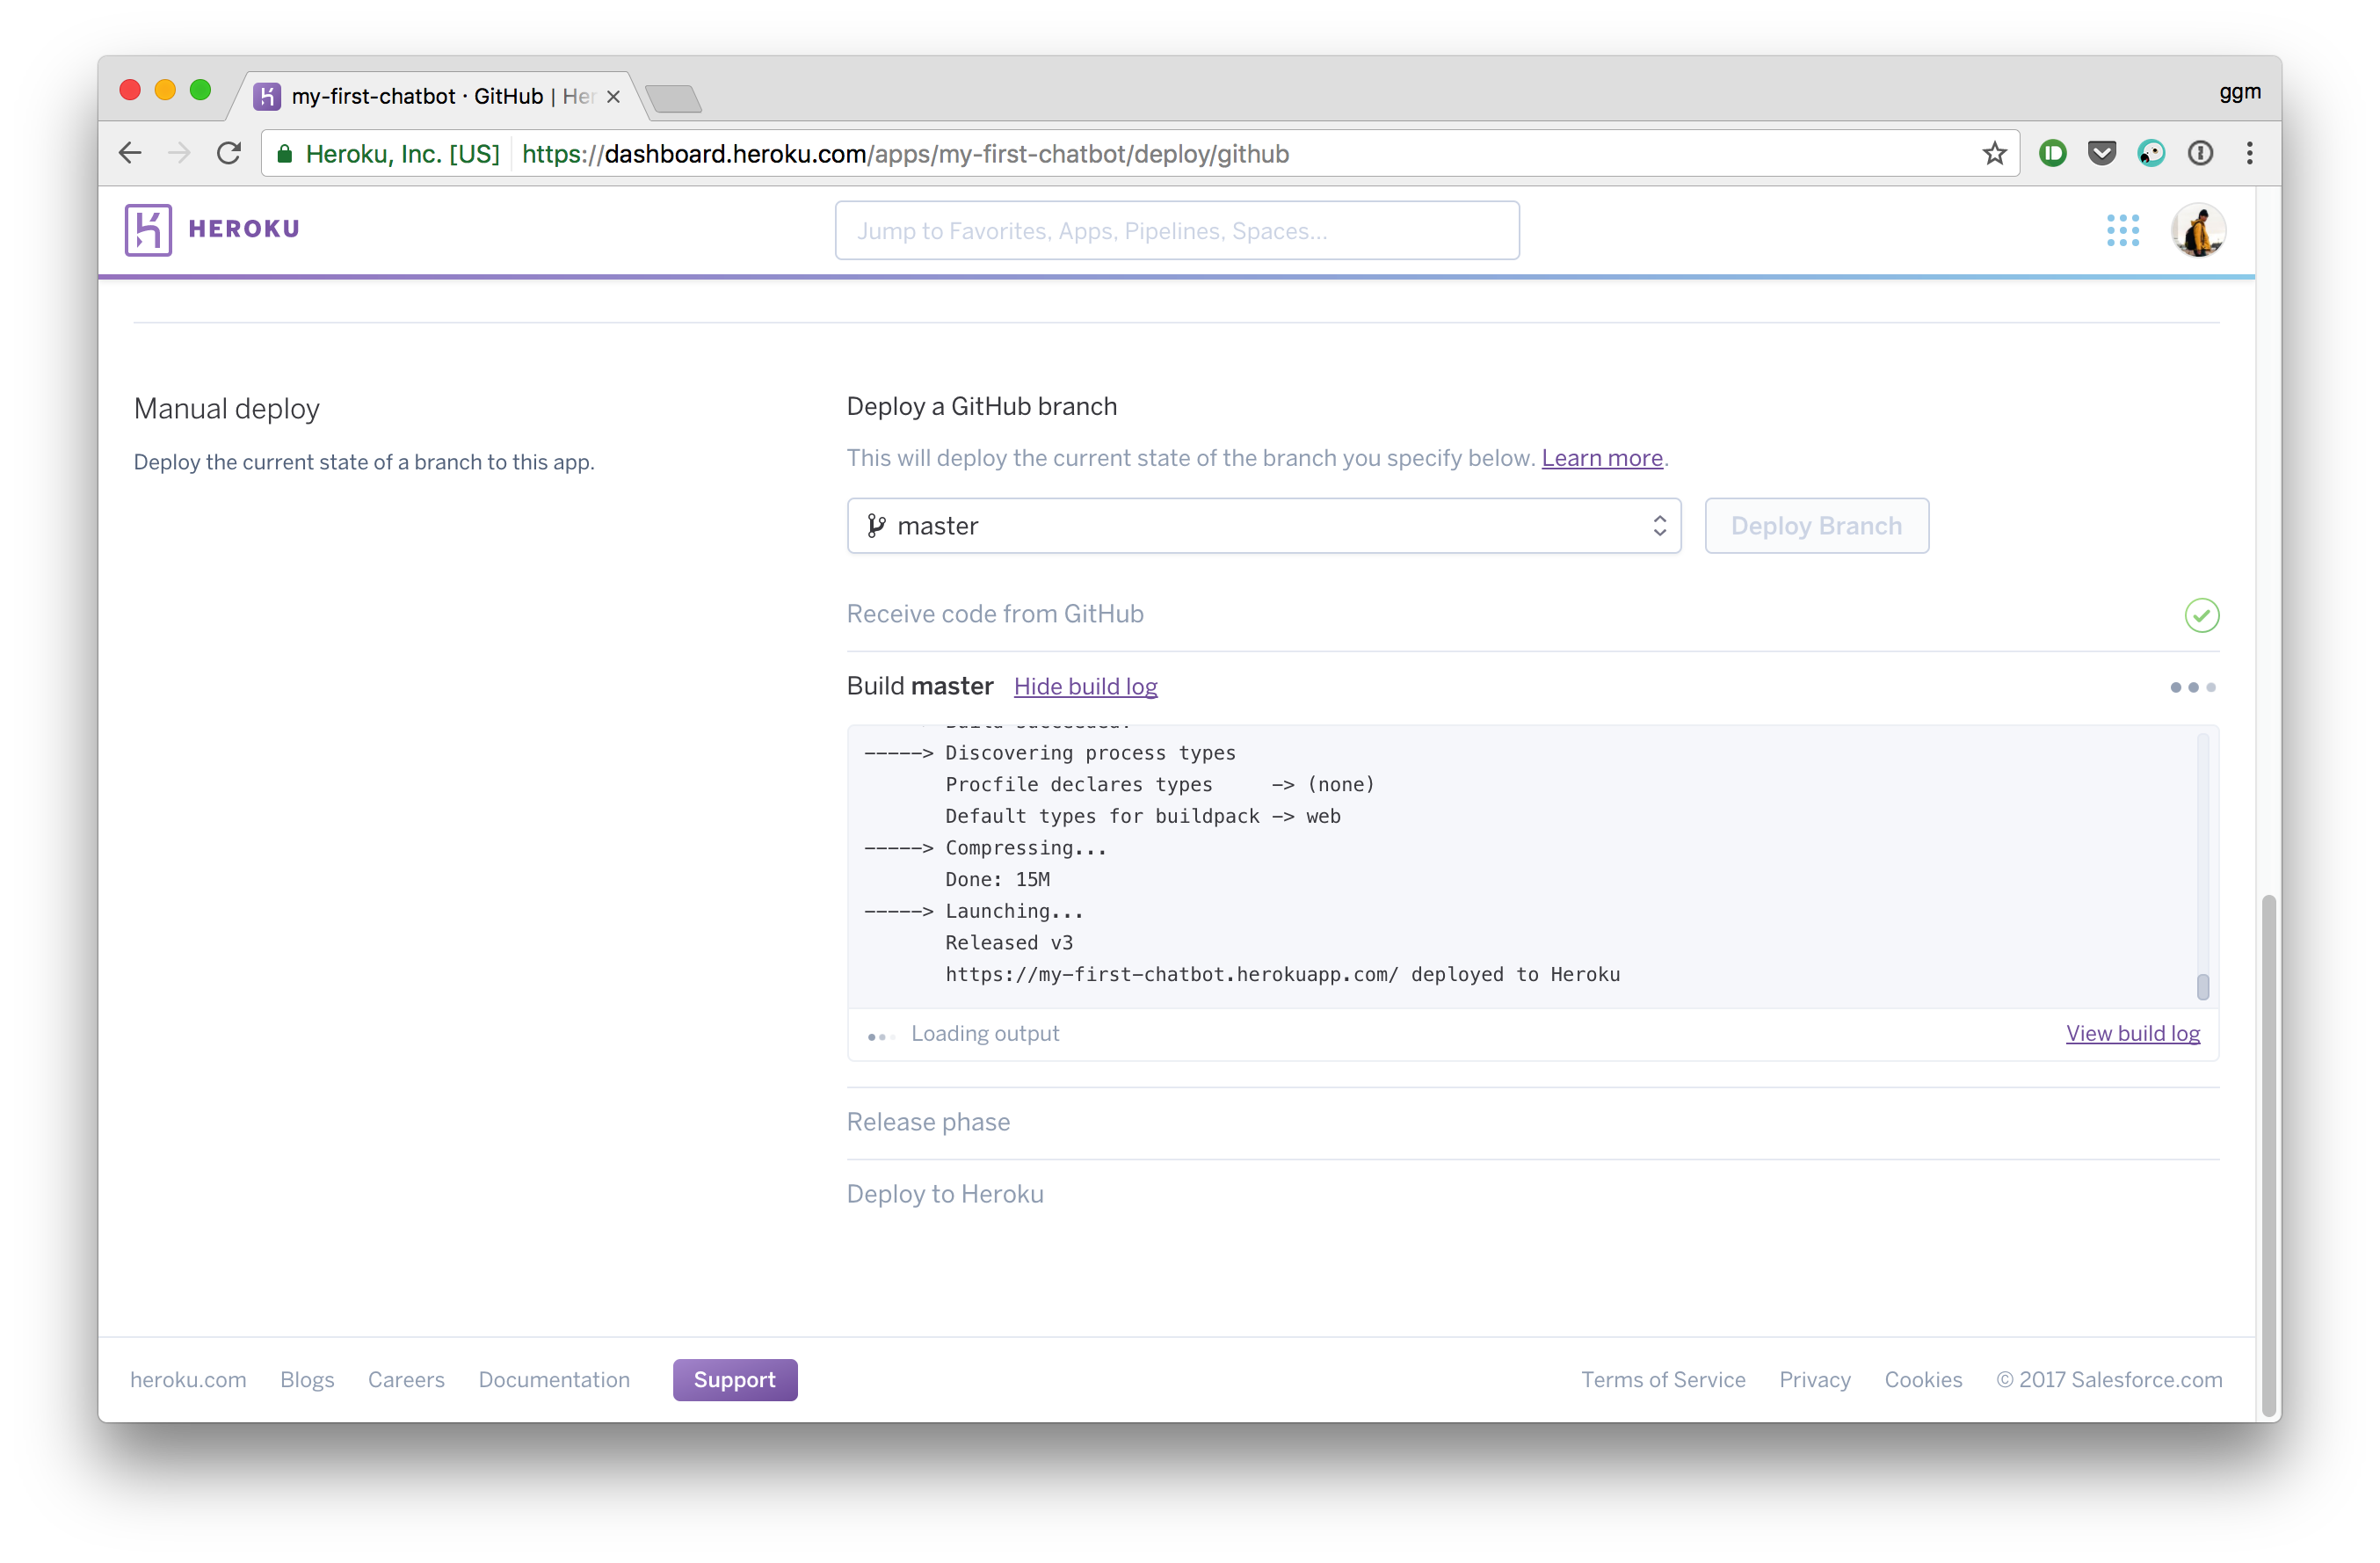 my-first-chatbot · GitHub | Her
ggm
Heroku, Inc. [US] https://dashboard.heroku.com/apps/my-first-chatbot/deploy/github
HEROKU
Jump to Favorites, Apps, Pipelines, Spaces...
Manual deploy
Deploy the current state of a branch to this app.
Deploy a GitHub branch
This will deploy the current state of the branch you specify below. Learn more.
master
Deploy Branch
Receive code from GitHub
Build master Hide build log
Build succeeded!
-----> Discovering process types
Procfile declares types -> (none)
Default types for buildpack -> web
-----> Compressing...
Done: 15M
-----> Launching...
Released v3
https://my-first-chatbot.herokuapp.com/ deployed to Heroku
Loading output
View build log
Release phase
Deploy to Heroku
heroku.com Blogs Careers Documentation Support
Terms of Service Privacy Cookies © 2017 Salesforce.com